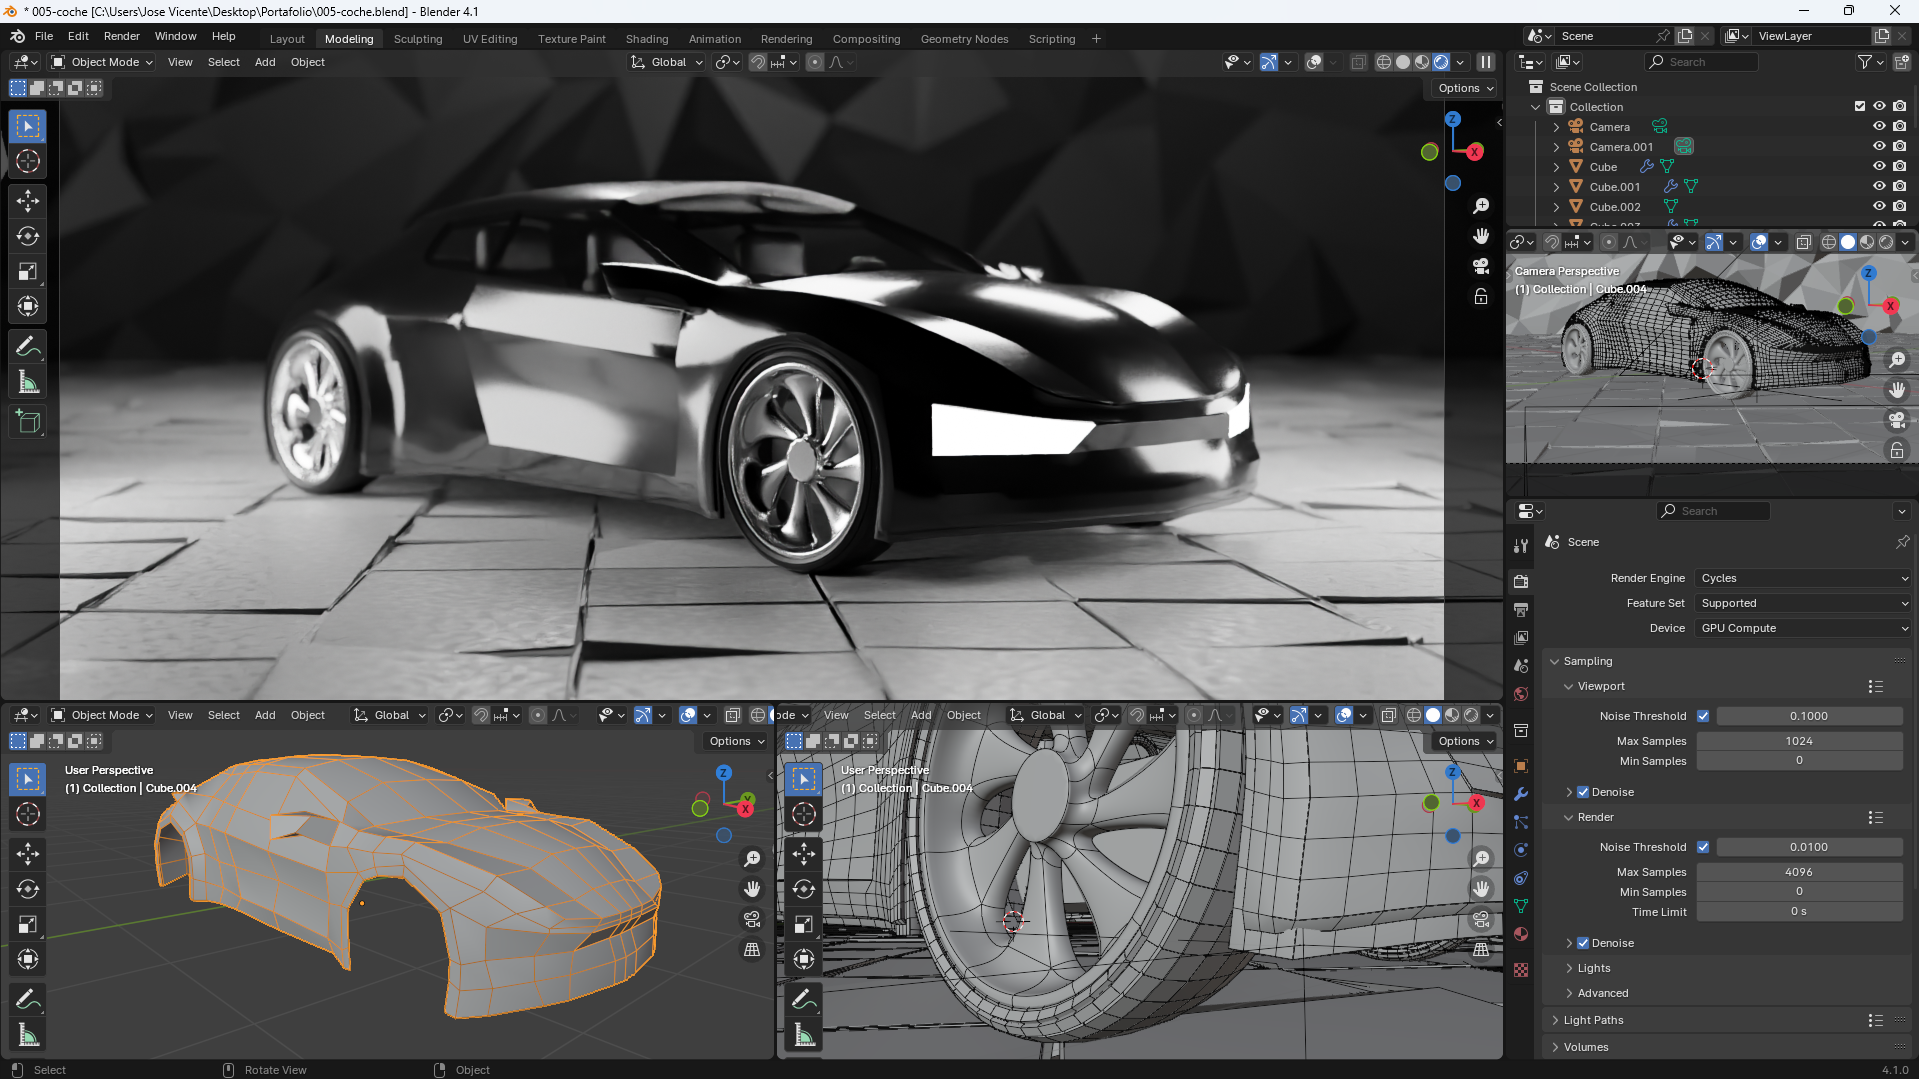 * 005-coche [C:\Users\Jose Vicente\Desktop\Portafolio\005-coche.blend] - Blender 4.1
File Edit Render Window Help Layout Modeling Sculpting UV Editing Texture Paint Shading Animation Rendering Compositing Geometry Nodes Scripting +
Scene
ViewLayer
Object Mode View Select Add Object Global
Options
Z
X
Search
Scene Collection
Collection
Camera
Camera.001
Cube
Cube.001
Cube.002
Camera Perspective
(1) Collection | Cube.004
Z
X
Search
Scene
Render Engine Cycles
Feature Set Supported
Device GPU Compute
Sampling
Viewport
Noise Threshold 0.1000
Max Samples 1024
Min Samples 0
Denoise
Render
Noise Threshold 0.0100
Max Samples 4096
Min Samples 0
Time Limit 0 s
Denoise
Lights
Advanced
Light Paths
Volumes
Object Mode View Select Add Object Global
Options
User Perspective
(1) Collection | Cube.004
Z
Y
X
ode View Select Add Object Global
Options
User Perspective
(1) Collection | Cube.004
Z
X
Select Rotate View Object
4.1.0